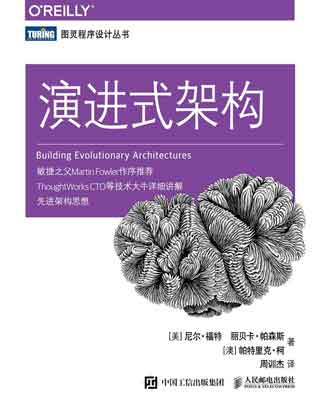 O'REILLY®
TURING 图灵程序设计丛书
演进式架构
Building Evolutionary Architectures
敏捷之父Martin Fowler作序推荐
ThoughtWorks CTO等技术大牛详细讲解
先进架构思想
[美] 尼尔·福特 丽贝卡·帕森斯
[澳] 帕特里克·柯 著
周训杰 译
中国工信出版集团 人民邮电出版社